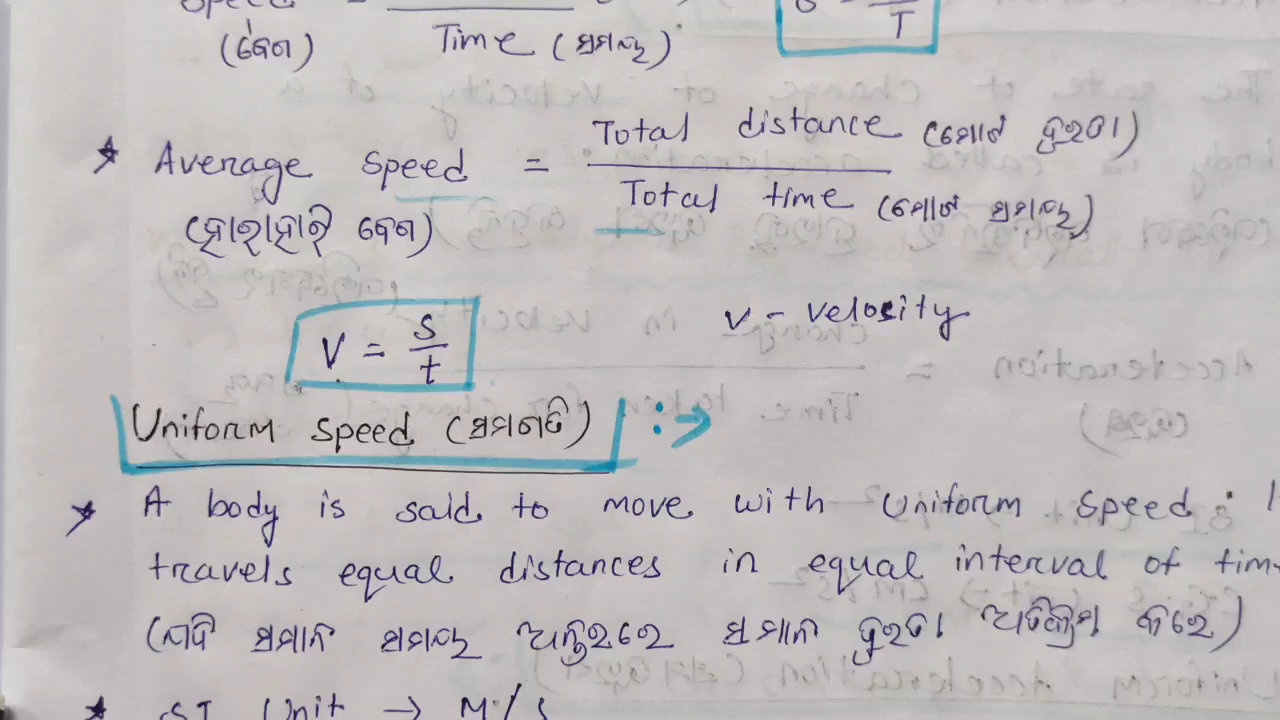 Speed =
(ବେଗ) Time (ସମୟ) T
★ Average speed = Total distance (ମୋଟ ଦୂରତା) / Total time (ମୋଟ ସମୟ)
(ହାରାହାରି ବେଗ)
V = s/t V - velocity
Uniform speed (ସମଗତି) :→
★ A body is said to move with Uniform speed
travels equal distances in equal interval of tim
(ଯଦି ସମାନ ସମୟ ଅନ୍ତରରେ ସମାନ ଦୂରତା ଅତିକ୍ରମ କରେ)
★ SI Unit → M/s